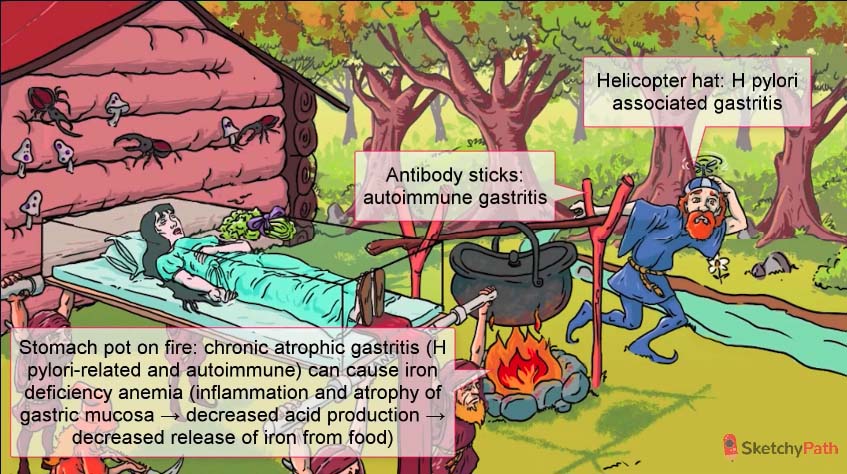 Helicopter hat: H pylori
associated gastritis
Antibody sticks:
autoimmune gastritis
Stomach pot on fire: chronic atrophic gastritis (H
pylori-related and autoimmune) can cause iron
deficiency anemia (inflammation and atrophy of
gastric mucosa → decreased acid production →
decreased release of iron from food)
SketchyPath